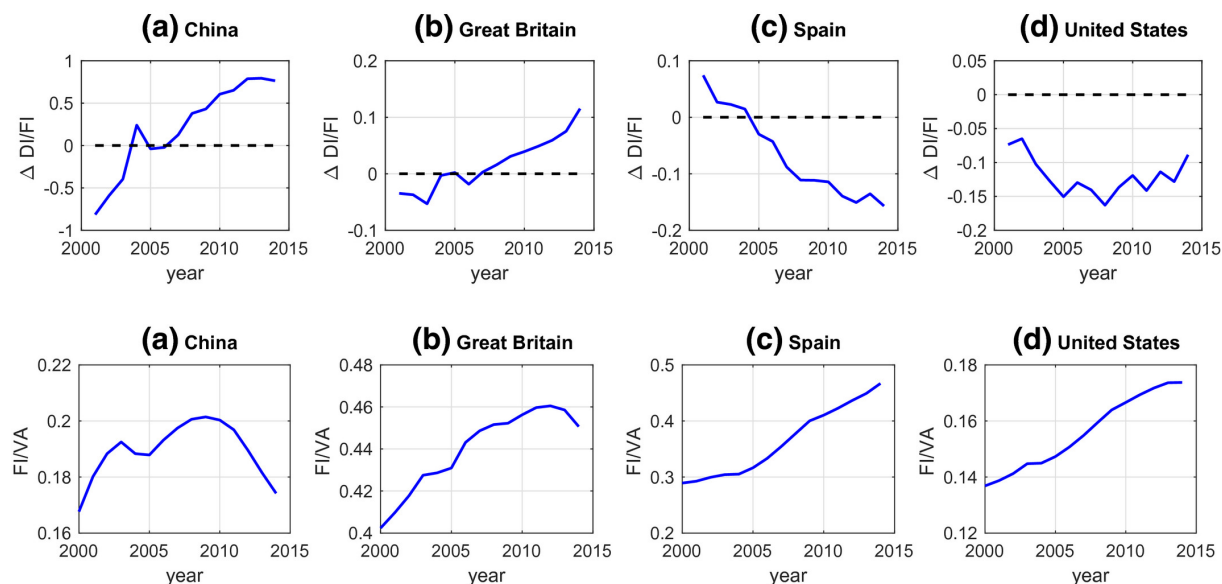 (a) China
1
0.5
0
-0.5
-1
Δ DI/FI
2000 2005 2010 2015
year
(b) Great Britain
0.2
0.1
0
-0.1
Δ DI/FI
2000 2005 2010 2015
year
(c) Spain
0.1
0
-0.1
-0.2
Δ DI/FI
2000 2005 2010 2015
year
(d) United States
0.05
0
-0.05
-0.1
-0.15
-0.2
Δ DI/FI
2000 2005 2010 2015
year
(a) China
0.22
0.2
0.18
0.16
FI/VA
2000 2005 2010 2015
year
(b) Great Britain
0.48
0.46
0.44
0.42
0.4
FI/VA
2000 2005 2010 2015
year
(c) Spain
0.5
0.4
0.3
0.2
FI/VA
2000 2005 2010 2015
year
(d) United States
0.18
0.16
0.14
0.12
FI/VA
2000 2005 2010 2015
year